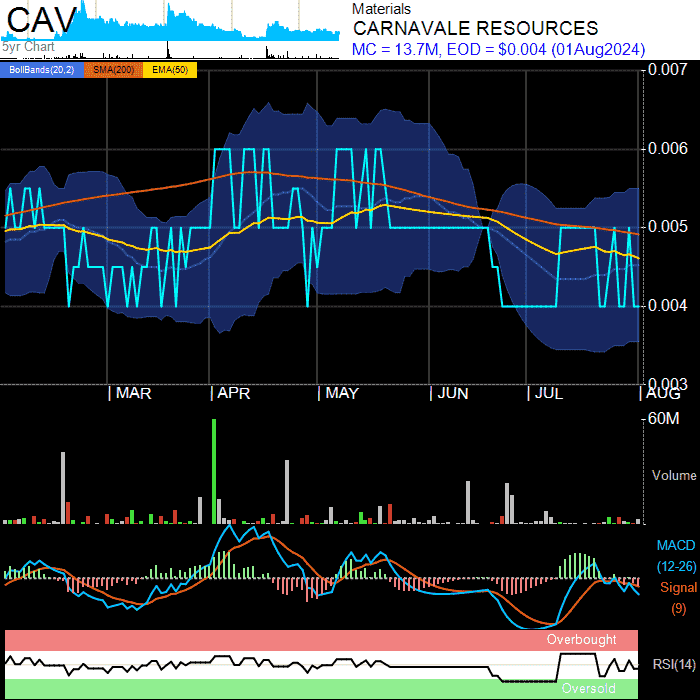 CAV
5yr Chart
Materials
CARNAVALE RESOURCES
MC = 13.7M, EOD = $0.004 (01Aug2024)
BollBands(20,2) SMA(200) EMA(50)
0.007
0.006
0.005
0.004
0.003
MAR APR MAY JUN JUL AUG
60M
Volume
MACD
(12-26)
Signal
(9)
Overbought
RSI(14)
Oversold